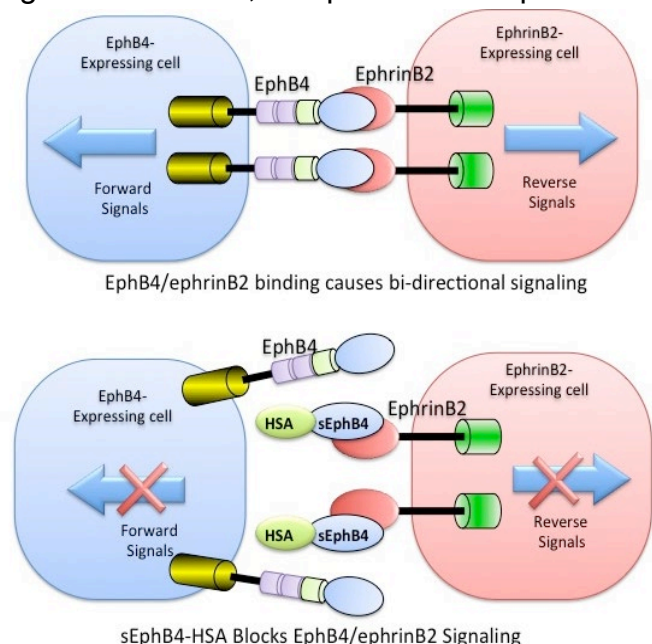 EphB4-
Expressing cell
EphrinB2-
Expressing cell
EphB4
EphrinB2
Forward
Signals
Reverse
Signals
EphB4/ephrinB2 binding causes bi-directional signaling
EphB4
EphB4-
Expressing cell
EphrinB2-
Expressing cell
EphrinB2
HSA
sEphB4
Forward
Signals
Reverse
Signals
HSA
sEphB4
sEphB4-HSA Blocks EphB4/ephrinB2 Signaling